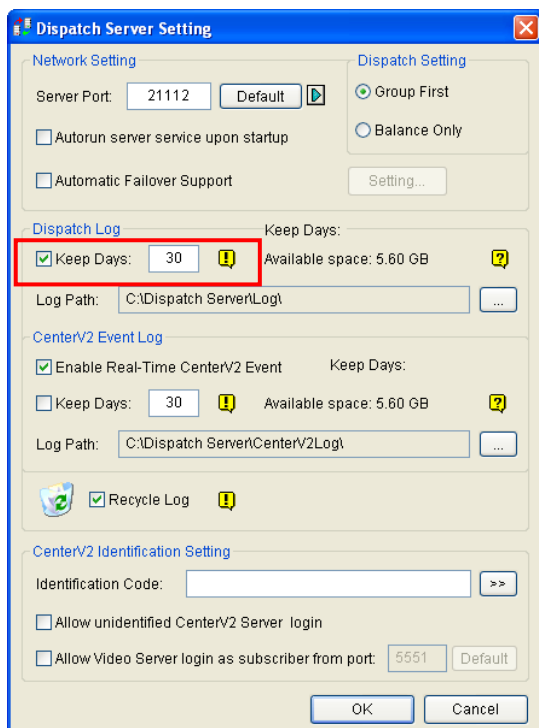 Dispatch Server Setting
Network Setting
Server Port: 21112 Default
Autorun server service upon startup
Automatic Failover Support
Dispatch Setting
Group First
Balance Only
Setting...
Dispatch Log Keep Days:
Keep Days: 30 Available space: 5.60 GB
Log Path: C:\Dispatch Server\Log\ ...
CenterV2 Event Log
Enable Real-Time CenterV2 Event Keep Days:
Keep Days: 30 Available space: 5.60 GB
Log Path: C:\Dispatch Server\CenterV2Log\ ...
Recycle Log
CenterV2 Identification Setting
Identification Code: >>
Allow unidentified CenterV2 Server login
Allow Video Server login as subscriber from port: 5551 Default
OK Cancel